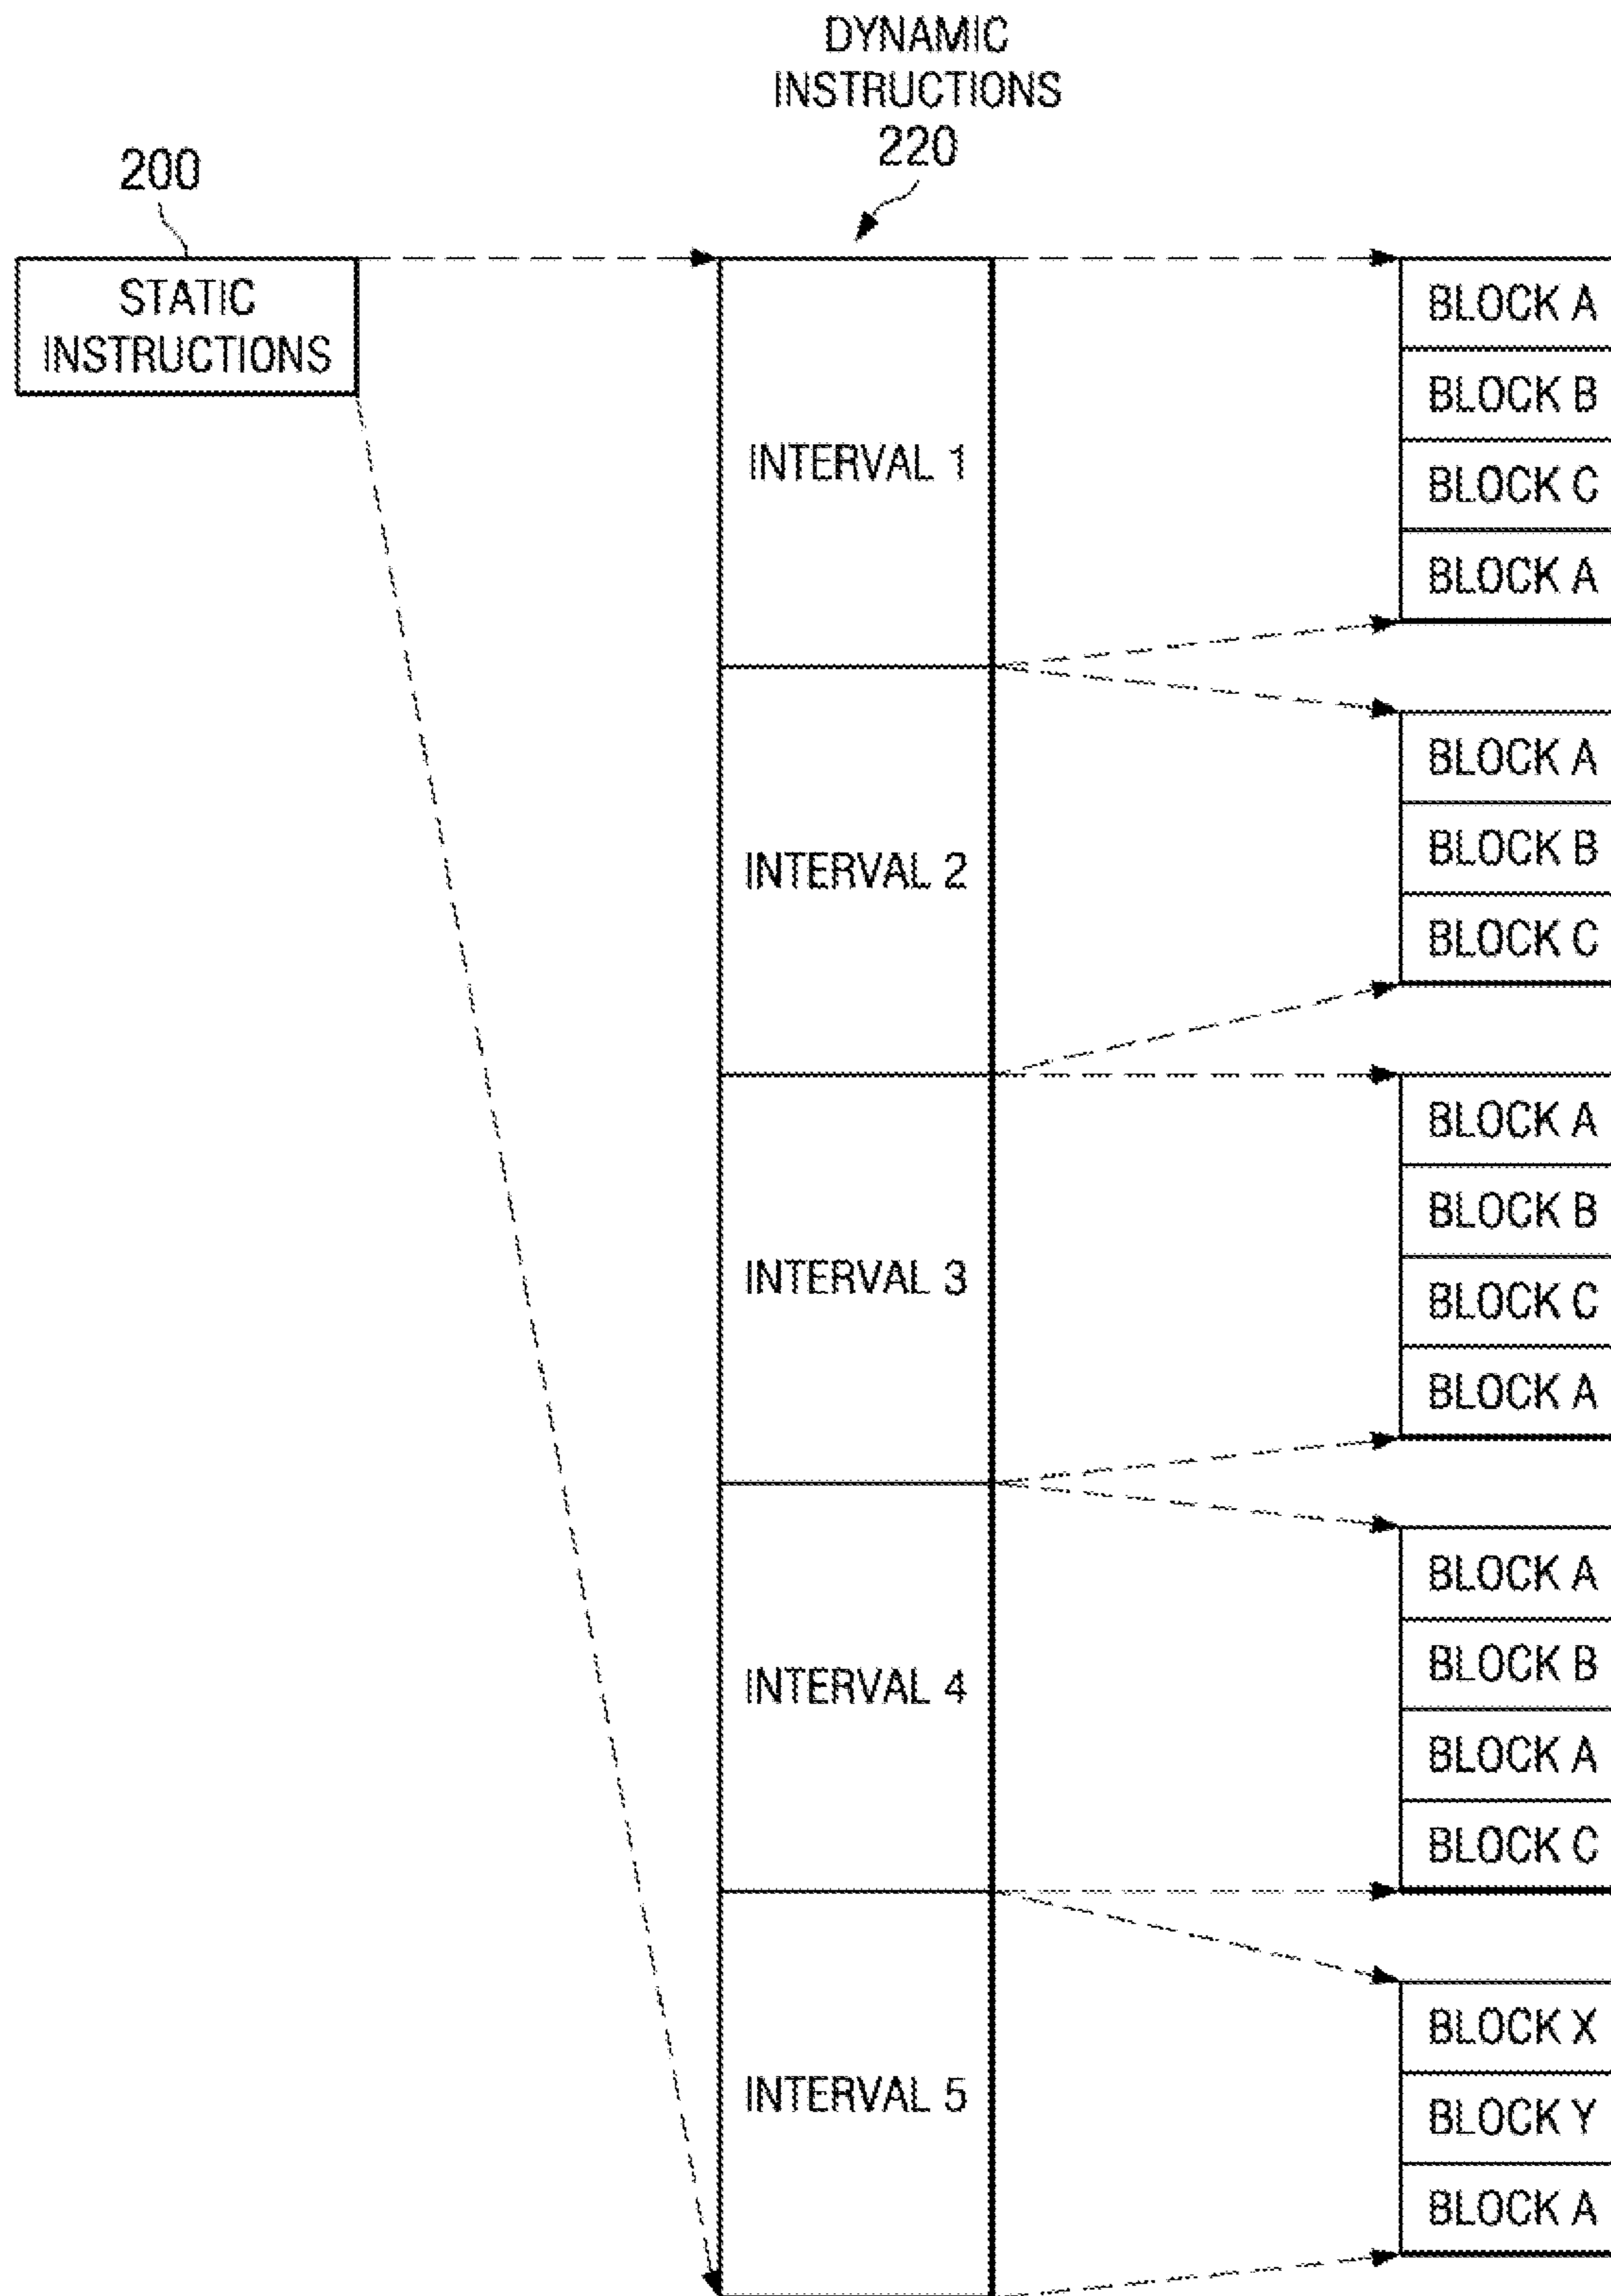 DYNAMIC
INSTRUCTIONS
220
200
STATIC
INSTRUCTIONS
INTERVAL 1
BLOCK A
BLOCK B
BLOCK C
BLOCK A
INTERVAL 2
BLOCK A
BLOCK B
BLOCK C
INTERVAL 3
BLOCK A
BLOCK B
BLOCK C
BLOCK A
INTERVAL 4
BLOCK A
BLOCK B
BLOCK A
BLOCK C
INTERVAL 5
BLOCK X
BLOCK Y
BLOCK A